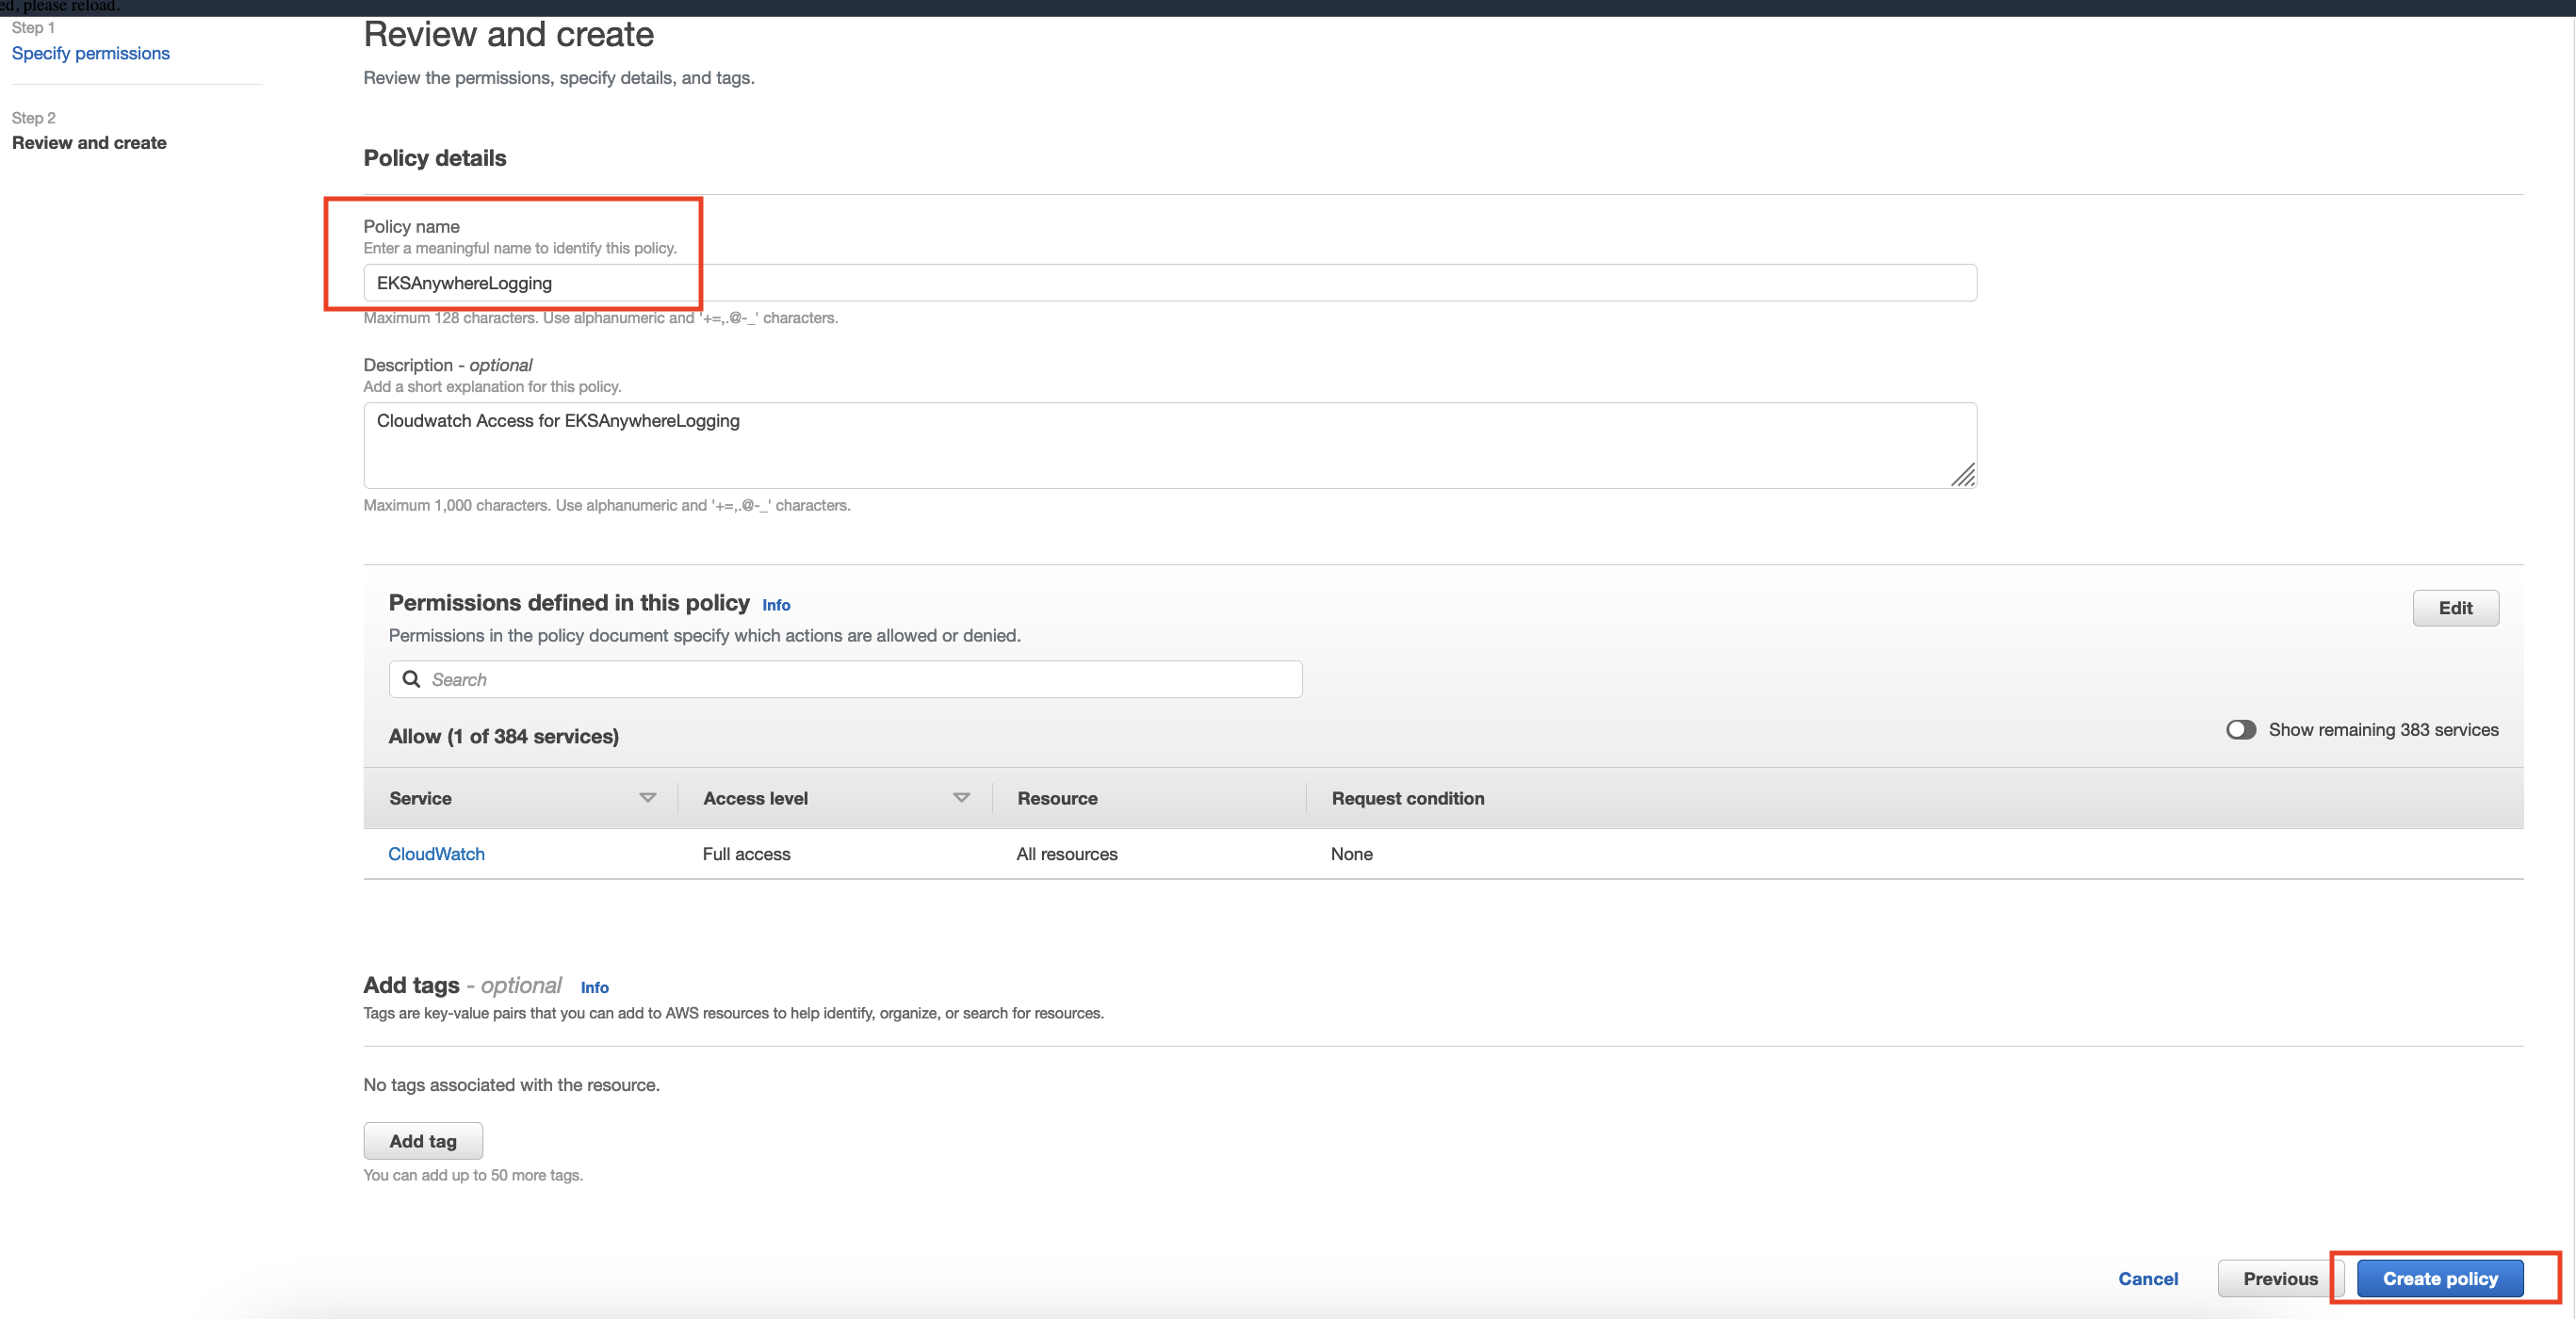 ed, please reload.
Step 1
Specify permissions
Step 2
Review and create
Review and create
Review the permissions, specify details, and tags.
Policy details
Policy name
Enter a meaningful name to identify this policy.
EKSAnywhereLogging
Maximum 128 characters. Use alphanumeric and '+=,.@-_' characters.
Description - optional
Add a short explanation for this policy.
Cloudwatch Access for EKSAnywhereLogging
Maximum 1,000 characters. Use alphanumeric and '+=,.@-_' characters.
Permissions defined in this policy Info
Edit
Permissions in the policy document specify which actions are allowed or denied.
Search
Allow (1 of 384 services)
Show remaining 383 services
Service Access level Resource Request condition
CloudWatch Full access All resources None
Add tags - optional Info
Tags are key-value pairs that you can add to AWS resources to help identify, organize, or search for resources.
No tags associated with the resource.
Add tag
You can add up to 50 more tags.
Cancel Previous Create policy